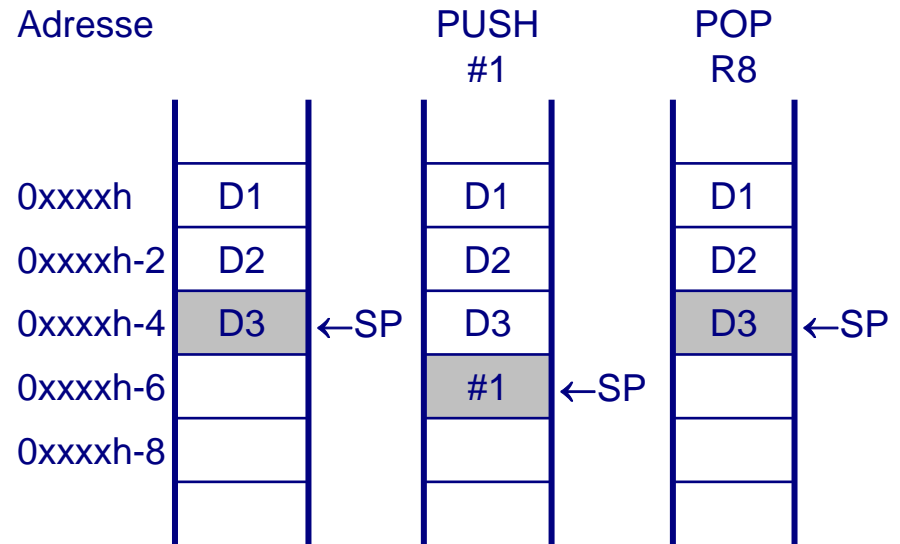 Adresse PUSH POP
#1 R8
0xxxxh D1 D1 D1
0xxxxh-2 D2 D2 D2
0xxxxh-4 D3 ←SP D3 D3 ←SP
0xxxxh-6 #1 ←SP
0xxxxh-8